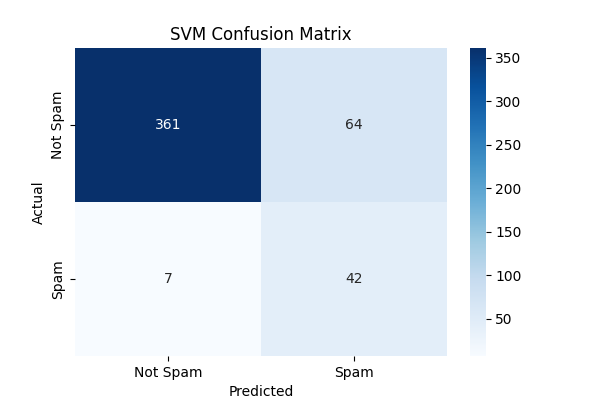 SVM Confusion Matrix
Actual
Not Spam
Spam
361
64
7
42
Not Spam
Spam
Predicted
350
300
250
200
150
100
50